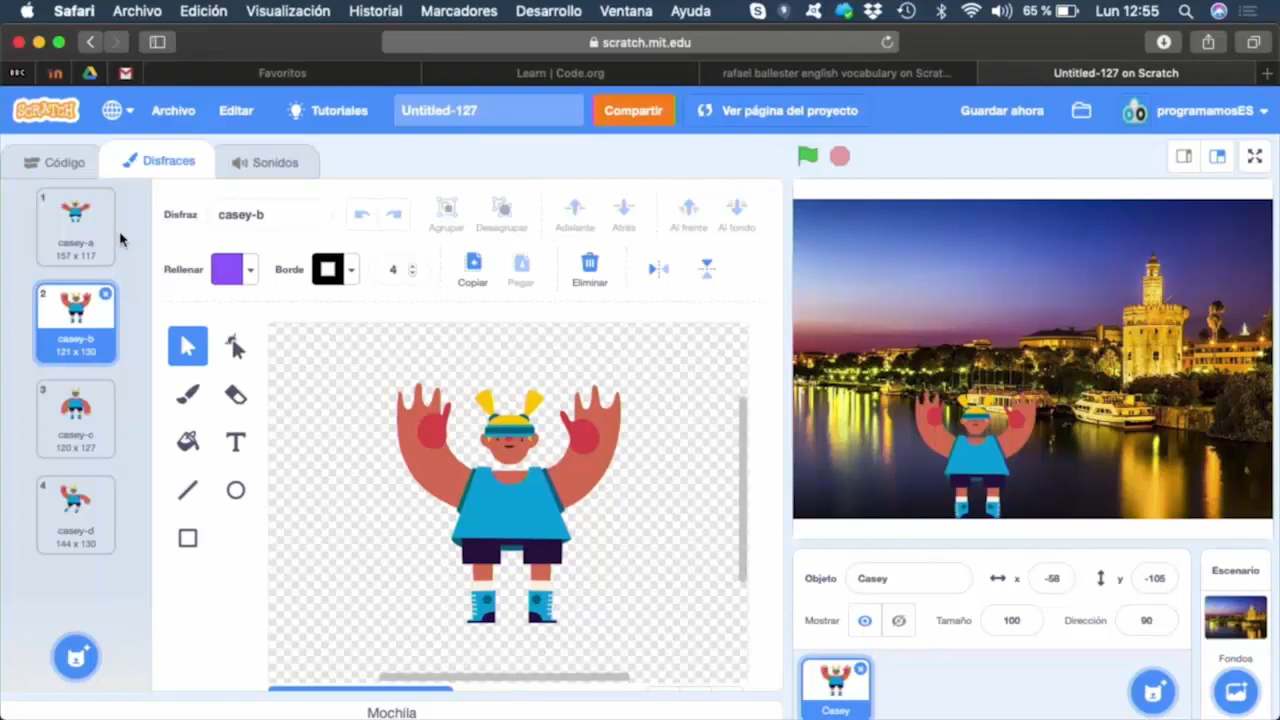 Safari Archivo Edición Visualización Historial Marcadores Desarrollo Ventana Ayuda 65 % Lun 12:55
scratch.mit.edu
BBC in Favoritos Learn | Code.org rafael ballester english vocabulary on Scrat... Untitled-127 on Scratch
SCRATCH Archivo Editar Tutoriales Untitled-127 Compartir Ver página del proyecto Guardar ahora programamosES
Código Disfraces Sonidos
1
casey-a
157 x 117
2
casey-b
121 x 130
3
casey-c
120 x 127
4
casey-d
144 x 130
Disfraz casey-b Agrupar Desagrupar Adelante Atrás Al frente Al fondo
Rellenar Borde 4 Copiar Pegar Eliminar
T
Mochila
Objeto Casey x -58 y -105
Mostrar Tamaño 100 Dirección 90
Casey
Escenario
Fondos